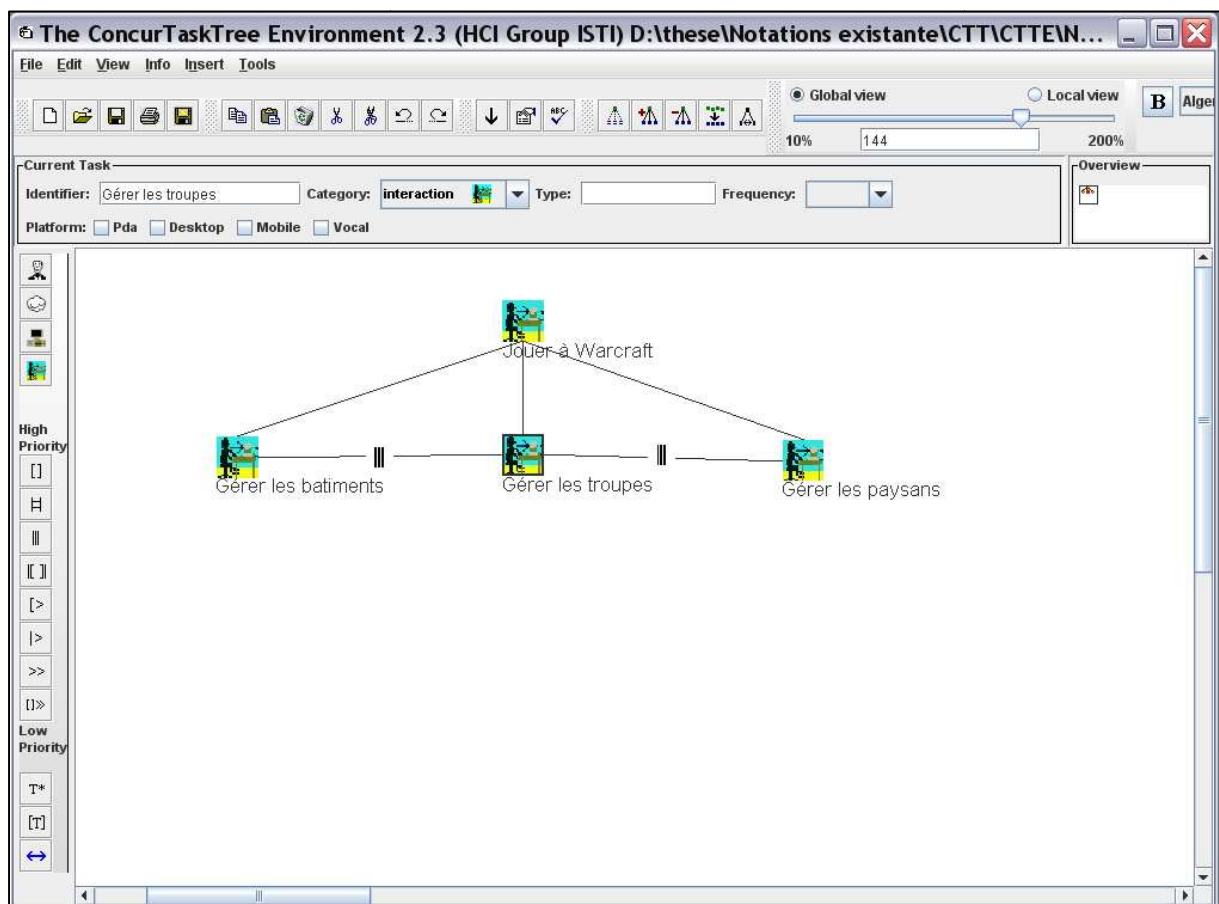 The ConcurTaskTree Environment 2.3 (HCI Group ISTI) D:\these\Notations existante\CTT\CTTE\N...
File Edit View Info Insert Tools
Global view Local view
B Alge
10% 144 200%
Current Task
Overview
Identifier: Gérer les troupes Category: interaction Type: Frequency:
Platform: Pda Desktop Mobile Vocal
Jouer à Warcraft
High
Priority
[]
|=|
|||
|[]|
[>
|>
>>
[]>>
Low
Priority
T*
[T]
↔
|||
|||
Gérer les batiments
Gérer les troupes
Gérer les paysans